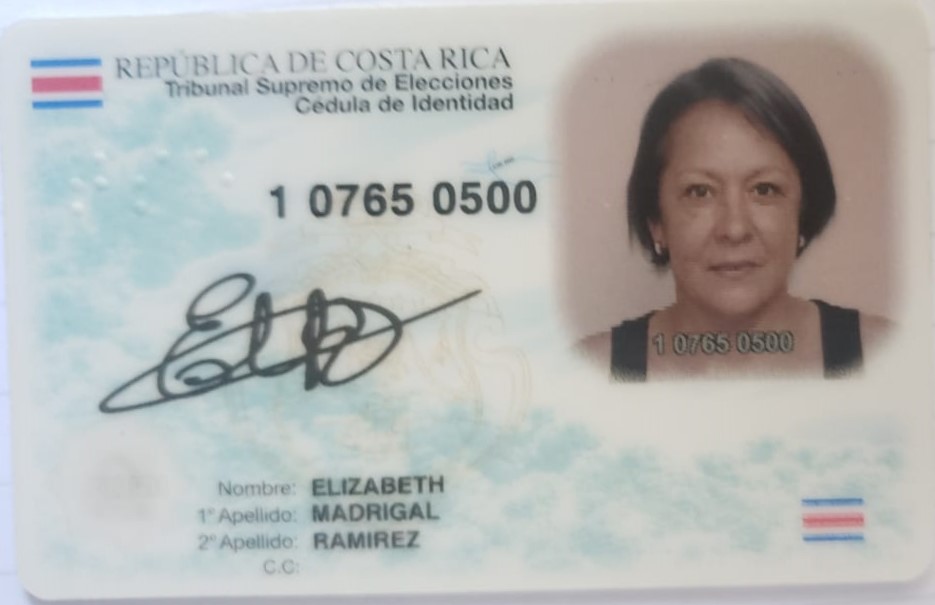 REPÚBLICA DE COSTA RICA
Tribunal Supremo de Elecciones
Cédula de Identidad
1 0765 0500
1 0765 0500
Nombre: ELIZABETH
1° Apellido: MADRIGAL
2° Apellido: RAMIREZ
C.C: